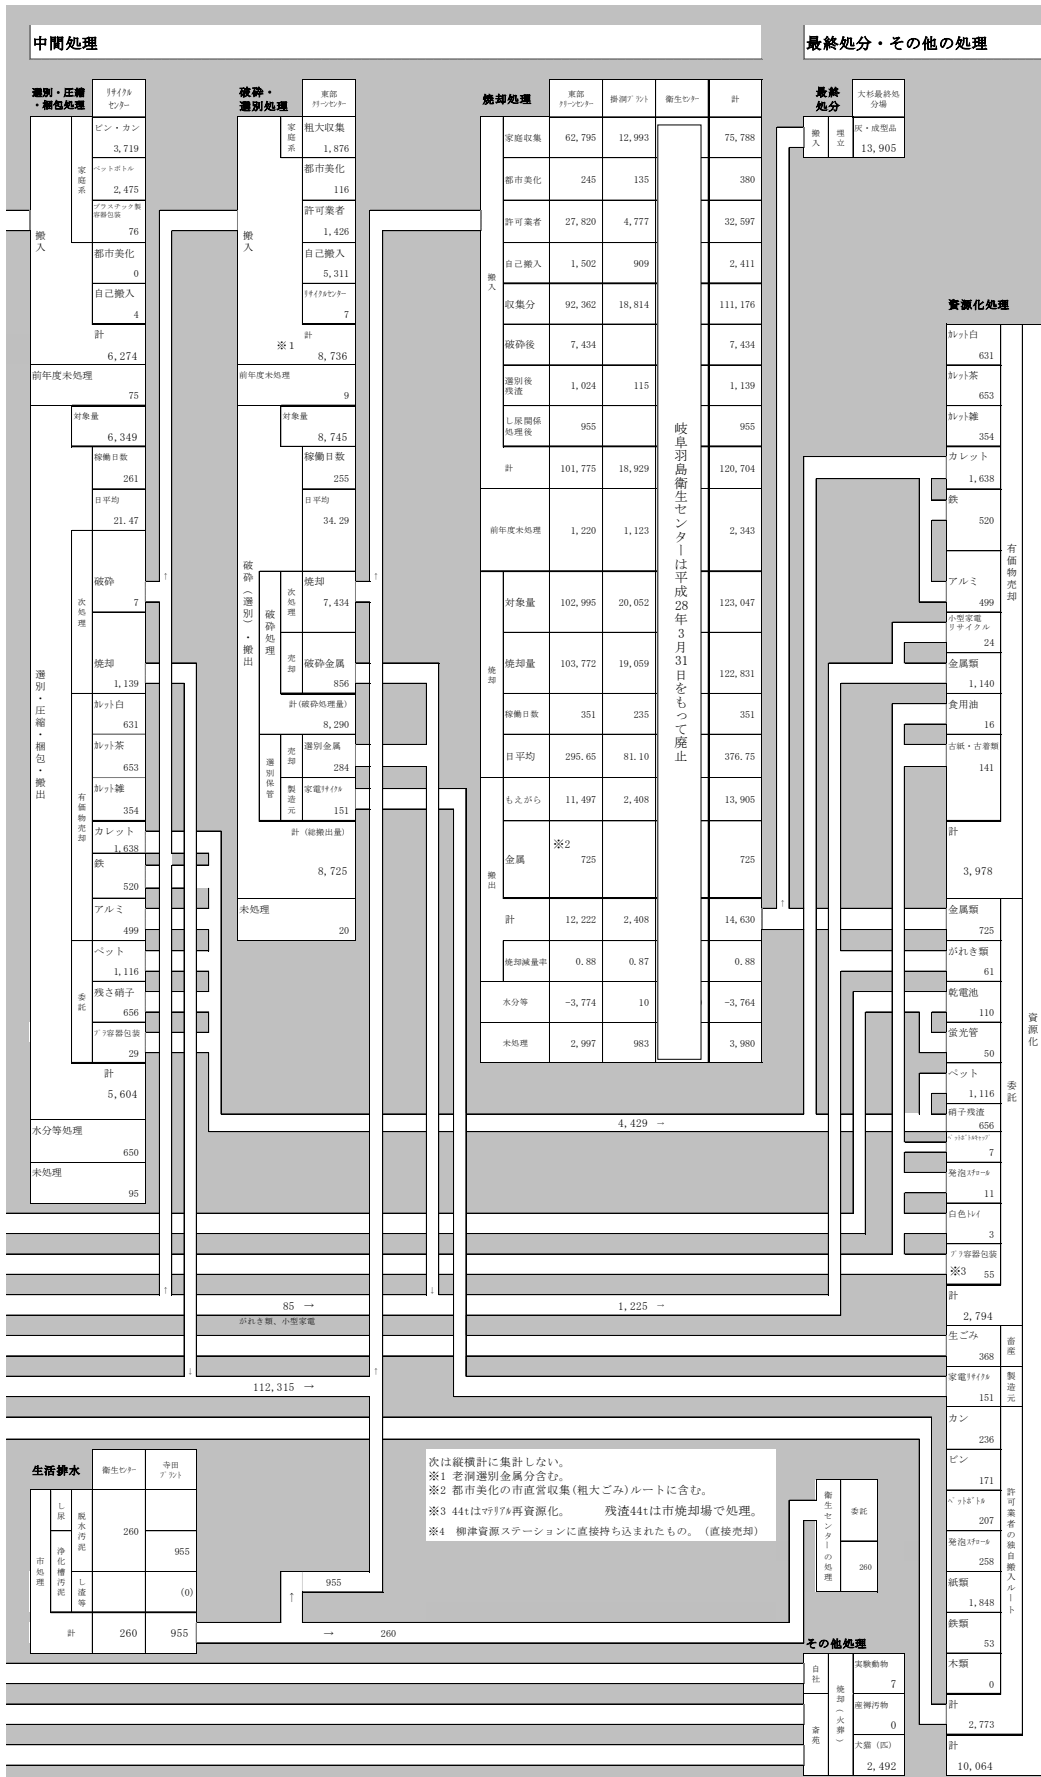 中間処理
最終処分・その他の処理
選別・圧縮・梱包処理
リサイクルセンター
搬入
家庭系
ビン・カン
3,719
ペットボトル
2,475
プラスチック製容器包装
76
都市美化
0
自己搬入
4
計
6,274
前年度未処理
75
選別・圧縮・梱包・搬出
対象量
6,349
稼働日数
261
日平均
21.47
次処理
破砕
7
焼却
1,139
有価物売却
カレット白
631
カレット茶
653
カレット雑
354
カレット
1,638
鉄
520
アルミ
499
委託
ペット
1,116
残さ硝子
656
プラ容器包装
29
計
5,604
水分等処理
650
未処理
95
破砕・選別処理
東部クリーンセンター
搬入
家庭系
粗大収集
1,876
都市美化
116
許可業者
1,426
自己搬入
5,311
リサイクルセンター
7
計
※1
8,736
前年度未処理
9
対象量
8,745
稼働日数
255
日平均
34.29
破砕(選別)・搬出
破砕処理
次処理
焼却
7,434
売却
破砕金属
856
計(破砕処理量)
8,290
選別保管
売却
選別金属
284
製造元
家電リサイクル
151
計(総搬出量)
8,725
未処理
20
焼却処理
東部クリーンセンター 掛洞プラント 衛生センター 計
搬入
家庭収集 62,795 12,993 75,788
都市美化 245 135 380
許可業者 27,820 4,777 32,597
自己搬入 1,502 909 2,411
収集分 92,362 18,814 111,176
破砕後 7,434 7,434
選別後残渣 1,024 115 1,139
し尿関係処理後 955 955
計 101,775 18,929 120,704
前年度未処理 1,220 1,123 2,343
焼却
対象量 102,995 20,052 123,047
焼却量 103,772 19,059 122,831
稼働日数 351 235 351
日平均 295.65 81.10 376.75
搬出
もえがら 11,497 2,408 13,905
金属 ※2 725 725
計 12,222 2,408 14,630
焼却減量率 0.88 0.87 0.88
水分等 -3,774 10 -3,764
未処理 2,997 983 3,980
岐阜羽島衛生センターは平成28年3月31日をもって廃止
最終処分
大杉最終処分場
搬入
埋立
灰・成型品
13,905
資源化処理
資源化
有価物売却
カレット白
631
カレット茶
653
カレット雑
354
カレット
1,638
鉄
520
アルミ
499
小型家電リサイクル
24
金属類
1,140
食用油
16
古紙・古着類
141
計
3,978
委託
金属類
725
がれき類
61
乾電池
110
蛍光管
50
ペット
1,116
硝子残渣
656
ペットボトルキャップ
7
発泡スチロール
11
白色トレイ
3
プラ容器包装
※3 55
計
2,794
生ごみ
368
畜産
家電リサイクル
151
製造元
許可業者の独自搬入ルート
カン
236
ビン
171
ペットボトル
207
発泡スチロール
258
紙類
1,848
鉄類
53
木類
0
計
2,773
計
10,064
4,429 →
85 →
がれき類、小型家電
1,225 →
112,315 →
生活排水
衛生センター
寺田プラント
市処理
し尿
浄化槽汚泥
脱水汚泥
し渣等
260
955
(0)
計 260 955
955
→ 260
次は縦横計に集計しない。
※1 老洞選別金属分含む。
※2 都市美化の市直営収集(粗大ごみ)ルートに含む。
※3 44tはマテリアル再資源化。 残渣44tは市焼却場で処理。
※4 柳津資源ステーションに直接持ち込まれたもの。(直接売却)
衛生センターの処理
委託
260
その他処理
自社
斎苑
焼却(火葬)
実験動物
7
産褥汚物
0
犬猫(匹)
2,492